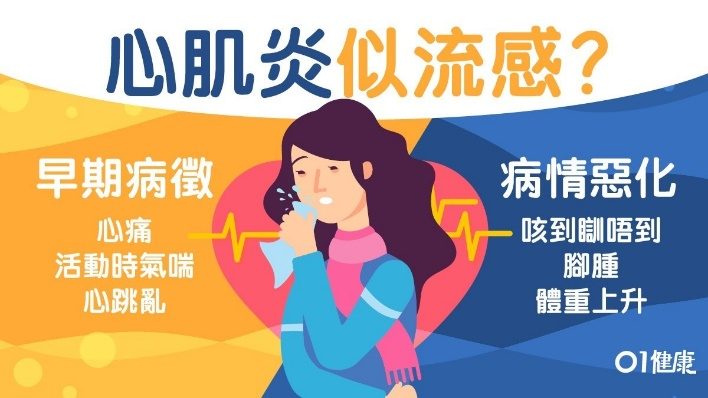 心肌炎似流感?
早期病徵
心痛
活動時氣喘
心跳亂
病情惡化
咳到瞓唔到
腳腫
體重上升
01健康